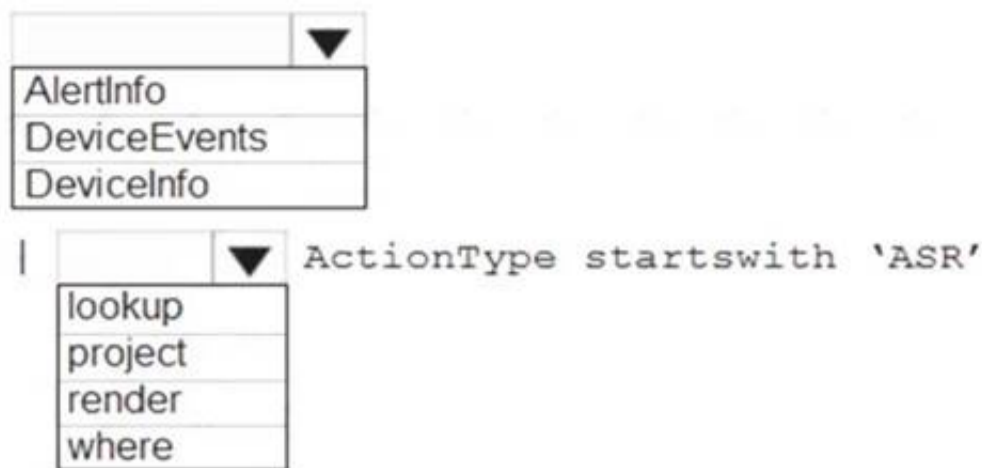 AlertInfo
DeviceEvents
DeviceInfo
| ActionType startswith ‘ASR’
lookup
project
render
where